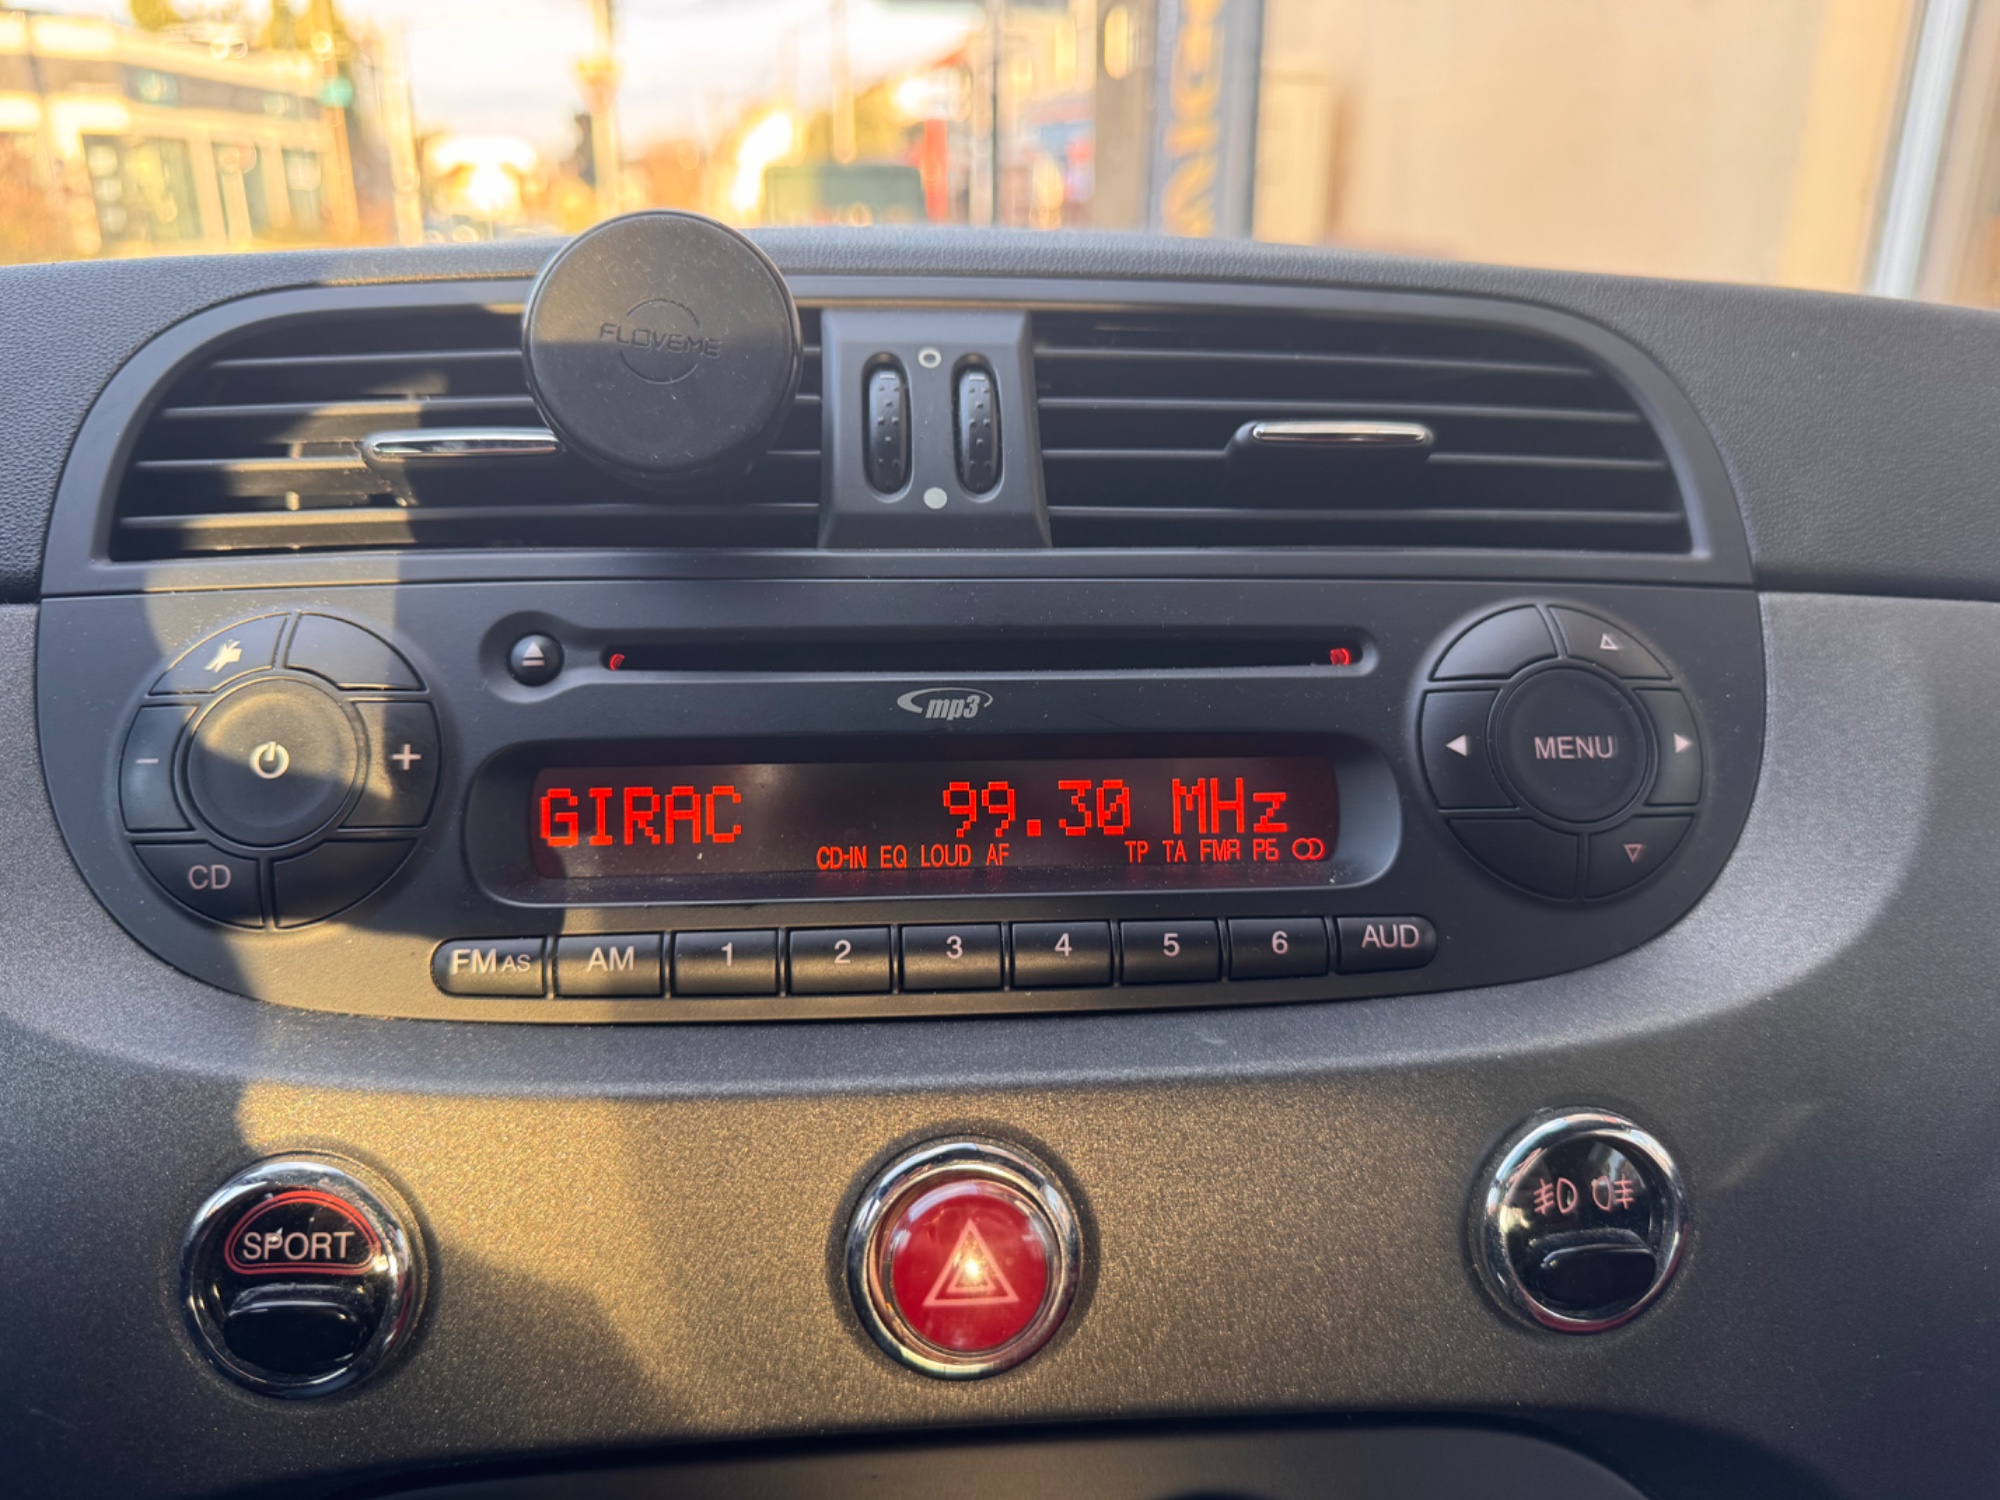 FLOVEME
mp3
GIRAC 99.30 MHz
CD-IN EQ LOUD AF TP TA FMR
MENU
CD
FM AS AM 1 2 3 4 5 6 AUD
SPORT